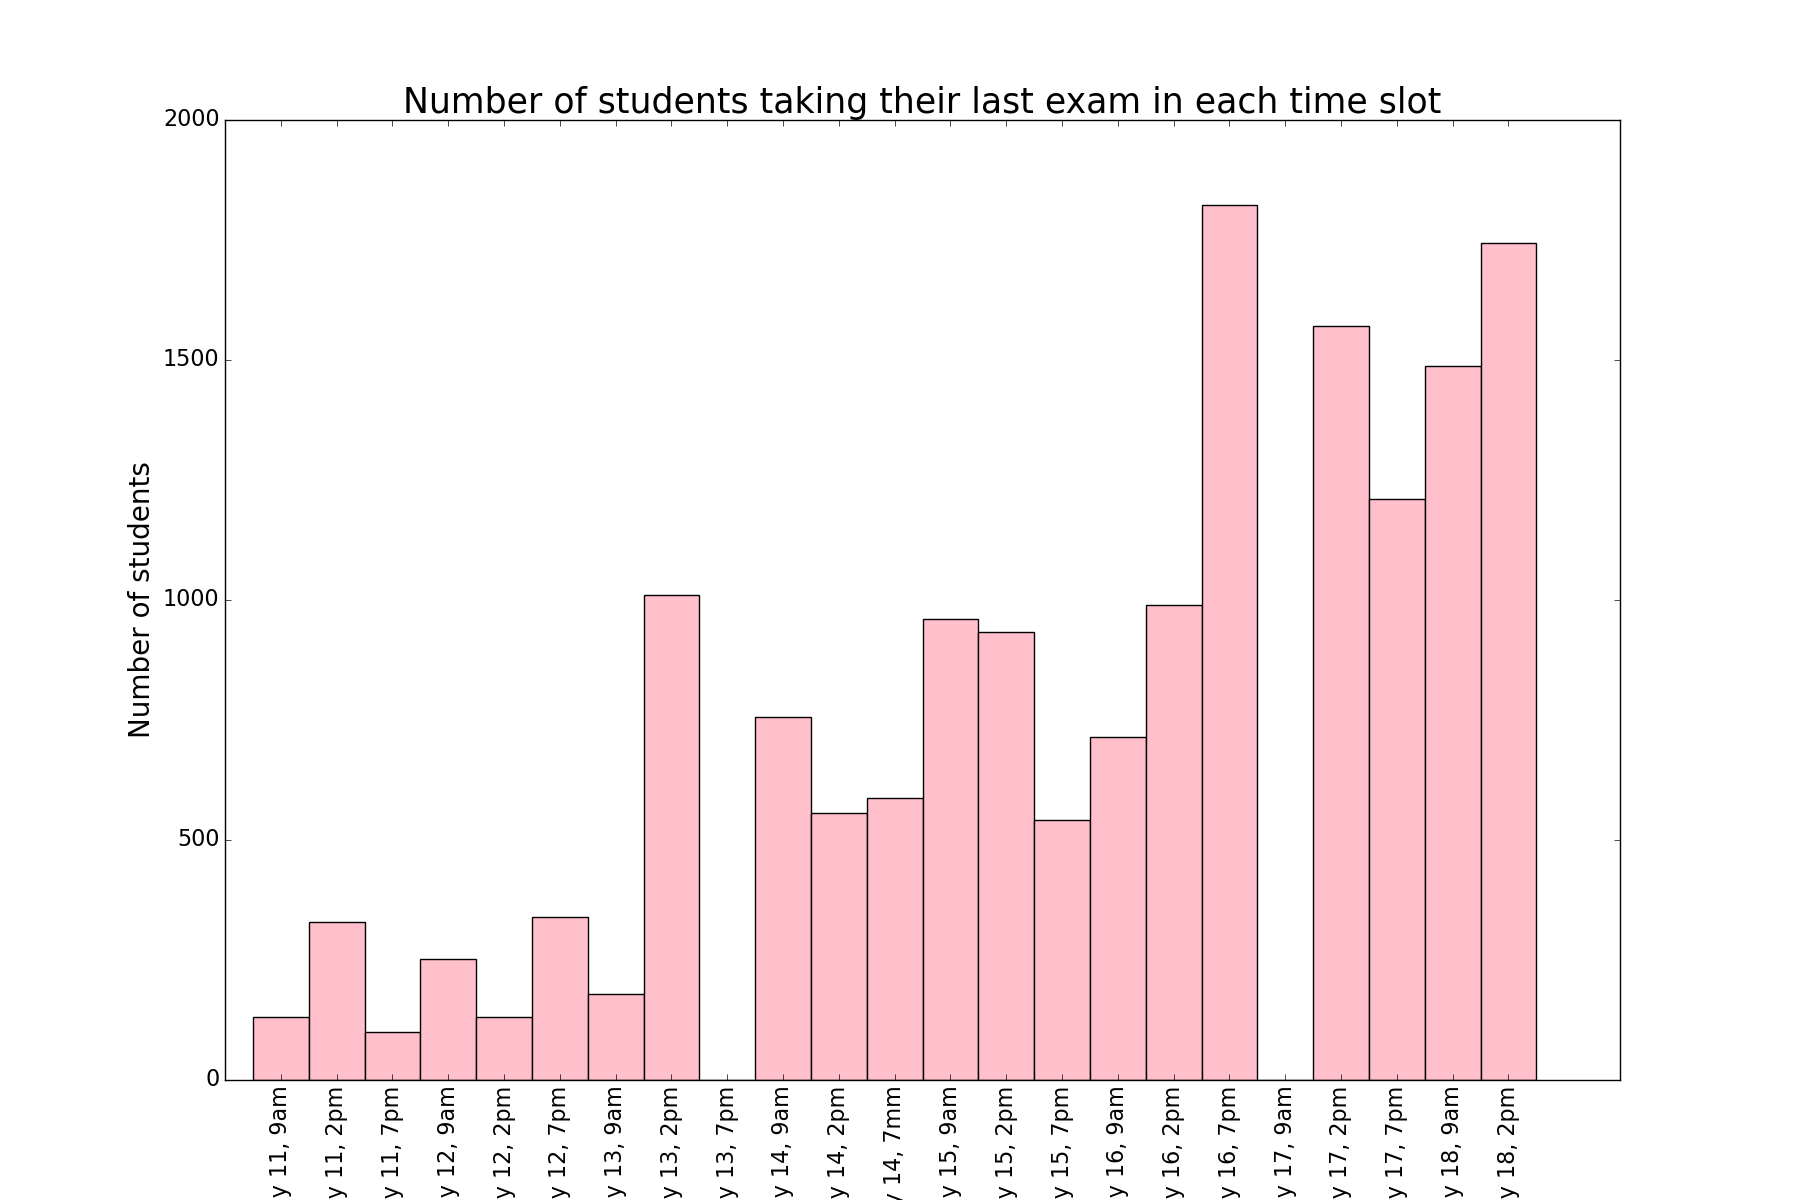 Number of students taking their last exam in each time slot
Number of students
2000
1500
1000
500
0
y 11, 9am
y 11, 2pm
y 11, 7pm
y 12, 9am
y 12, 2pm
y 12, 7pm
y 13, 9am
y 13, 2pm
y 13, 7pm
y 14, 9am
y 14, 2pm
y 14, 7mm
y 15, 9am
y 15, 2pm
y 15, 7pm
y 16, 9am
y 16, 2pm
y 16, 7pm
y 17, 9am
y 17, 2pm
y 17, 7pm
y 18, 9am
y 18, 2pm